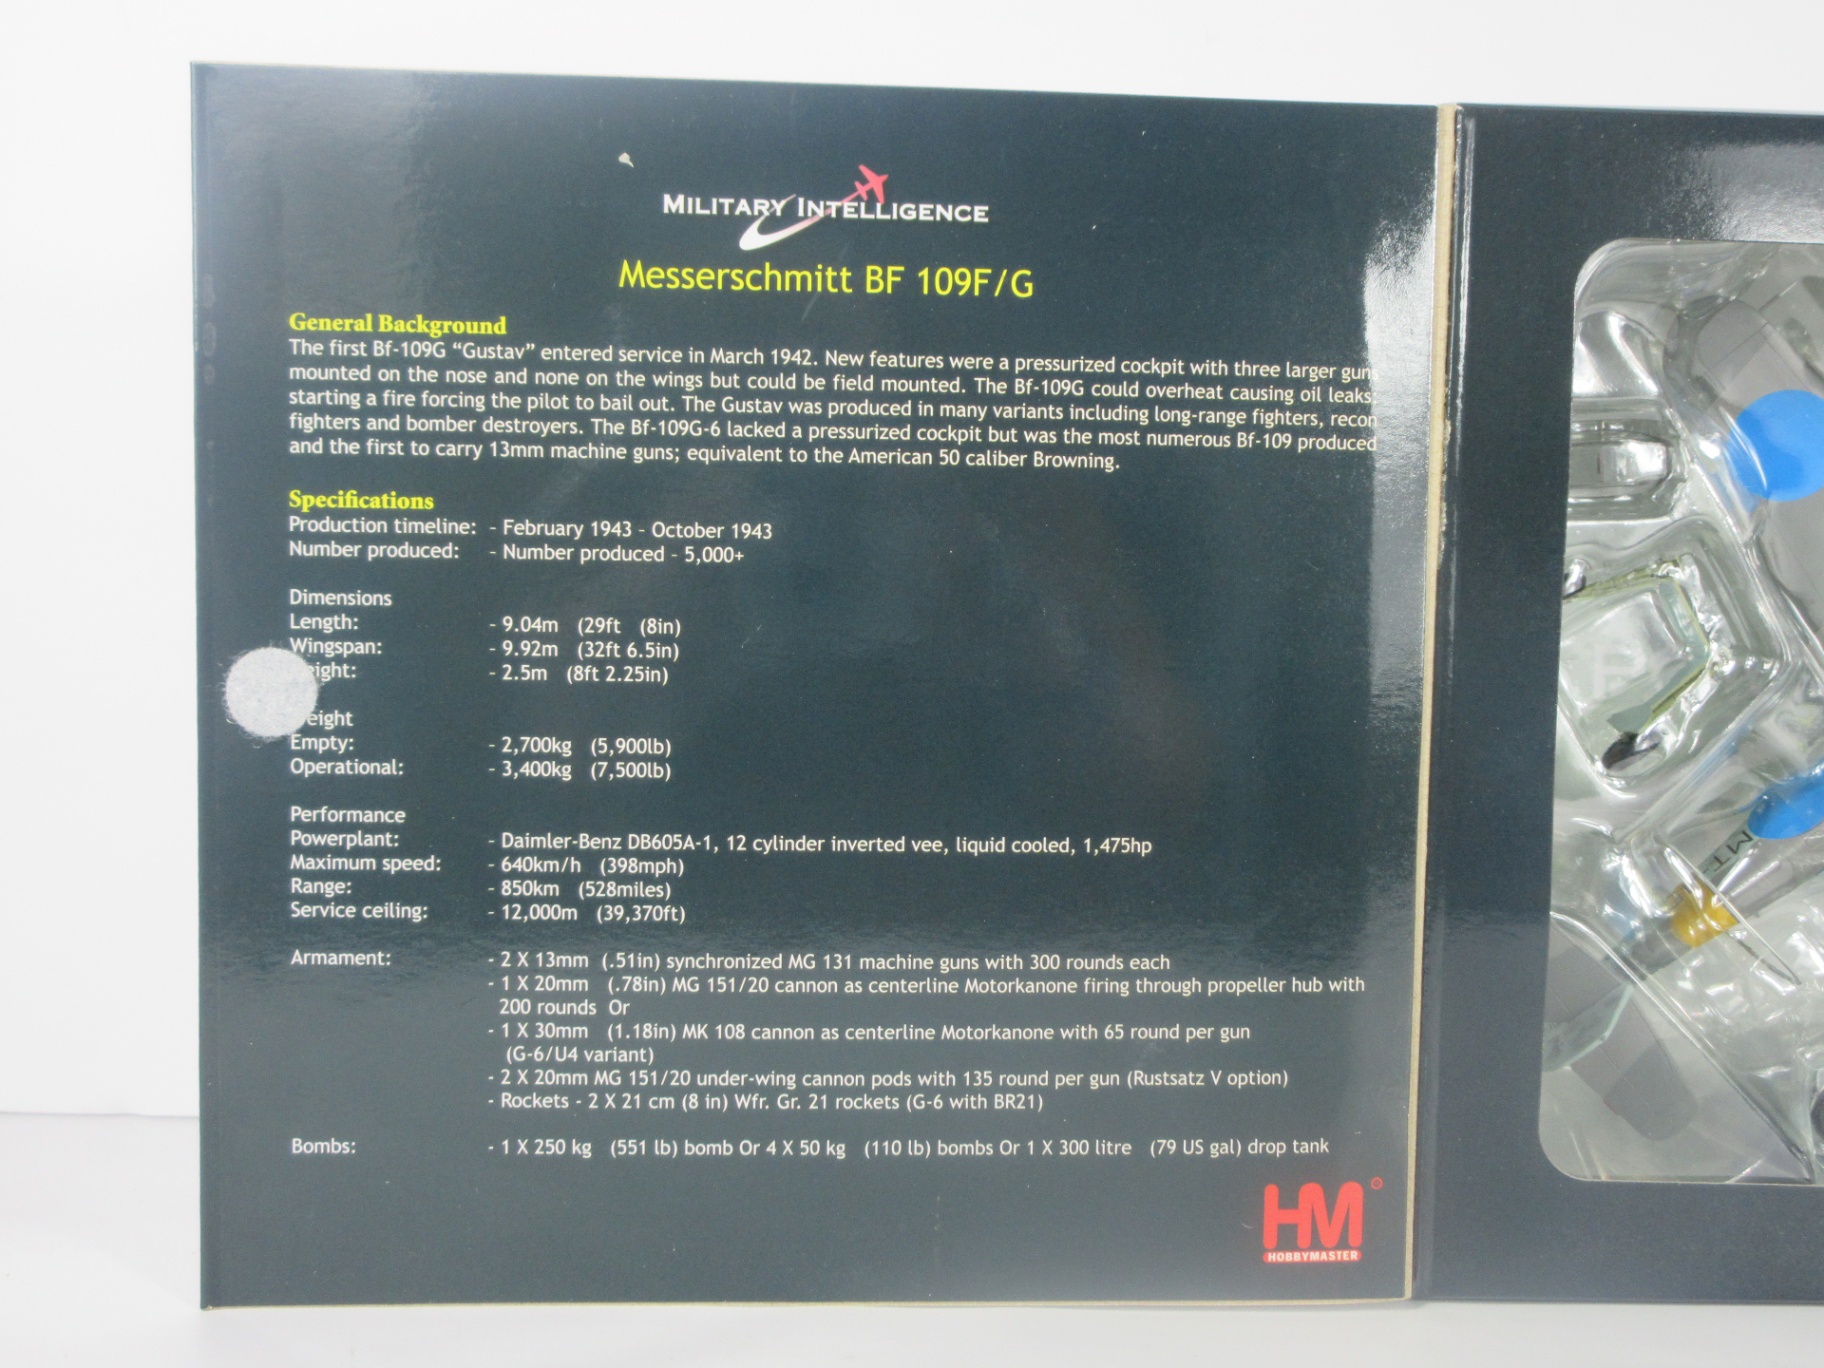 MILITARY INTELLIGENCE
Messerschmitt BF 109F/G
General Background
The first Bf-109G “Gustav” entered service in March 1942. New features were a pressurized cockpit with three larger guns
mounted on the nose and none on the wings but could be field mounted. The Bf-109G could overheat causing oil leaks;
starting a fire forcing the pilot to bail out. The Gustav was produced in many variants including long-range fighters, recon
fighters and bomber destroyers. The Bf-109G-6 lacked a pressurized cockpit but was the most numerous Bf-109 produced
and the first to carry 13mm machine guns; equivalent to the American 50 caliber Browning.
Specifications
Production timeline: - February 1943 - October 1943
Number produced: - Number produced - 5,000+
Dimensions
Length: - 9.04m (29ft (8in)
Wingspan: - 9.92m (32ft 6.5in)
eight: - 2.5m (8ft 2.25in)
eight
Empty: - 2,700kg (5,900lb)
Operational: - 3,400kg (7,500lb)
Performance
Powerplant: - Daimler-Benz DB605A-1, 12 cylinder inverted vee, liquid cooled, 1,475hp
Maximum speed: - 640km/h (398mph)
Range: - 850km (528miles)
Service ceiling: - 12,000m (39,370ft)
Armament: - 2 X 13mm (.51in) synchronized MG 131 machine guns with 300 rounds each
- 1 X 20mm (.78in) MG 151/20 cannon as centerline Motorkanone firing through propeller hub with
200 rounds Or
- 1 X 30mm (1.18in) MK 108 cannon as centerline Motorkanone with 65 round per gun
(G-6/U4 variant)
- 2 X 20mm MG 151/20 under-wing cannon pods with 135 round per gun (Rustsatz V option)
- Rockets - 2 X 21 cm (8 in) Wfr. Gr. 21 rockets (G-6 with BR21)
Bombs: - 1 X 250 kg (551 lb) bomb Or 4 X 50 kg (110 lb) bombs Or 1 X 300 litre (79 US gal) drop tank
HM
HOBBYMASTER